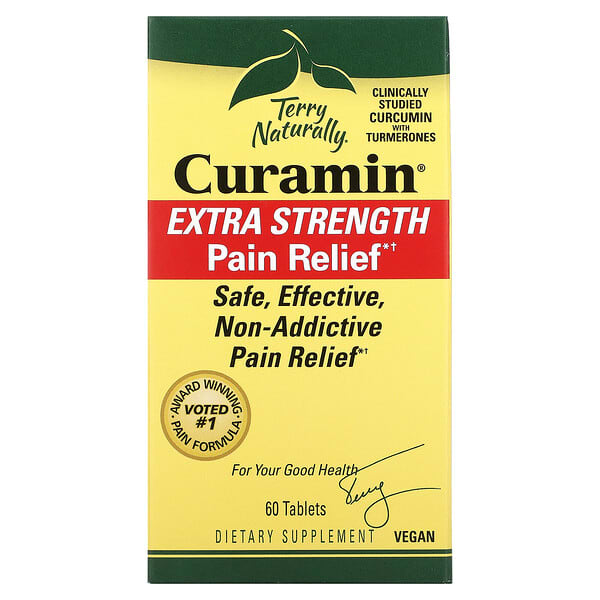 Terry
Naturally®
CLINICALLY
STUDIED
CURCUMIN
WITH
TURMERONES
Curamin®
EXTRA STRENGTH
Pain Relief*†
Safe, Effective,
Non-Addictive
Pain Relief*†
AWARD WINNING
VOTED
#1
PAIN FORMULA
For Your Good Health
Terry
60 Tablets
DIETARY SUPPLEMENT
VEGAN